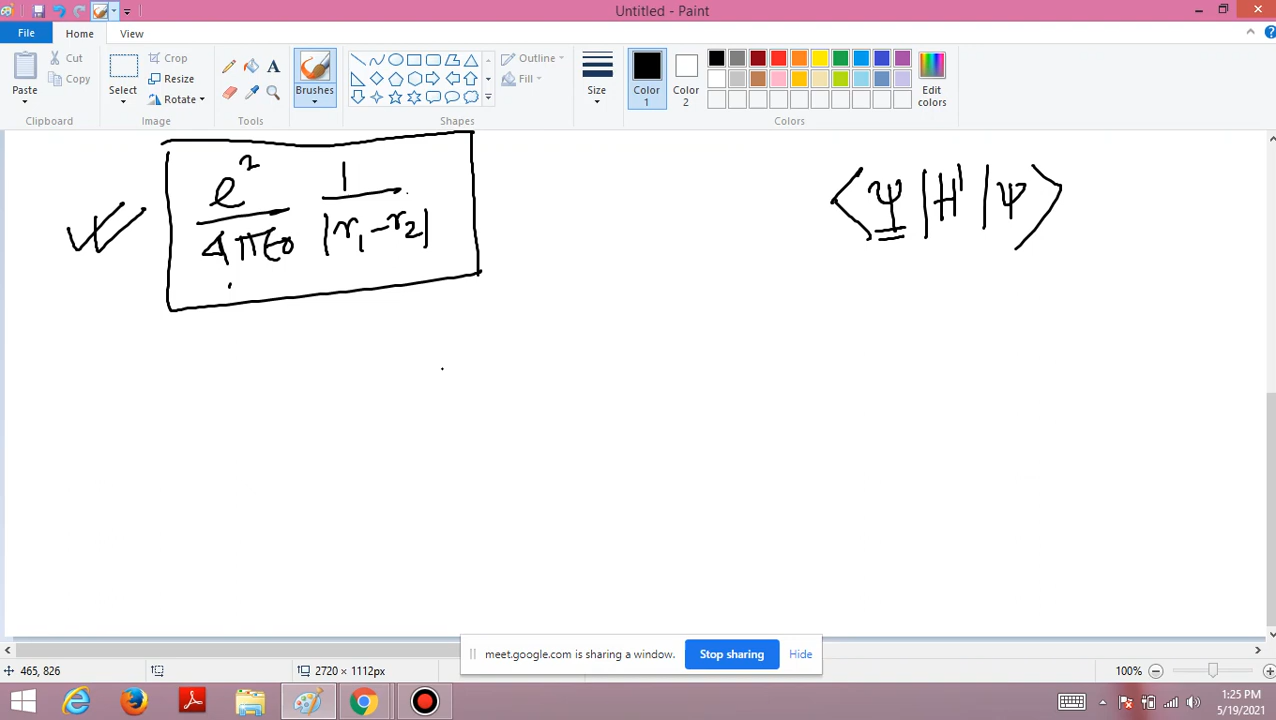 Untitled - Paint
File Home View
Paste Cut Copy Clipboard
Select Crop Resize Rotate Image
A Tools
Brushes
Outline Fill Shapes
Size
Color 1 Color 2 Edit colors Colors
e² / 4πε0 1 / |r₁-r₂|
<Ψ|H'|Ψ>
meet.google.com is sharing a window. Stop sharing Hide
465, 826 2720 × 1112px 100%
1:25 PM
5/19/2021